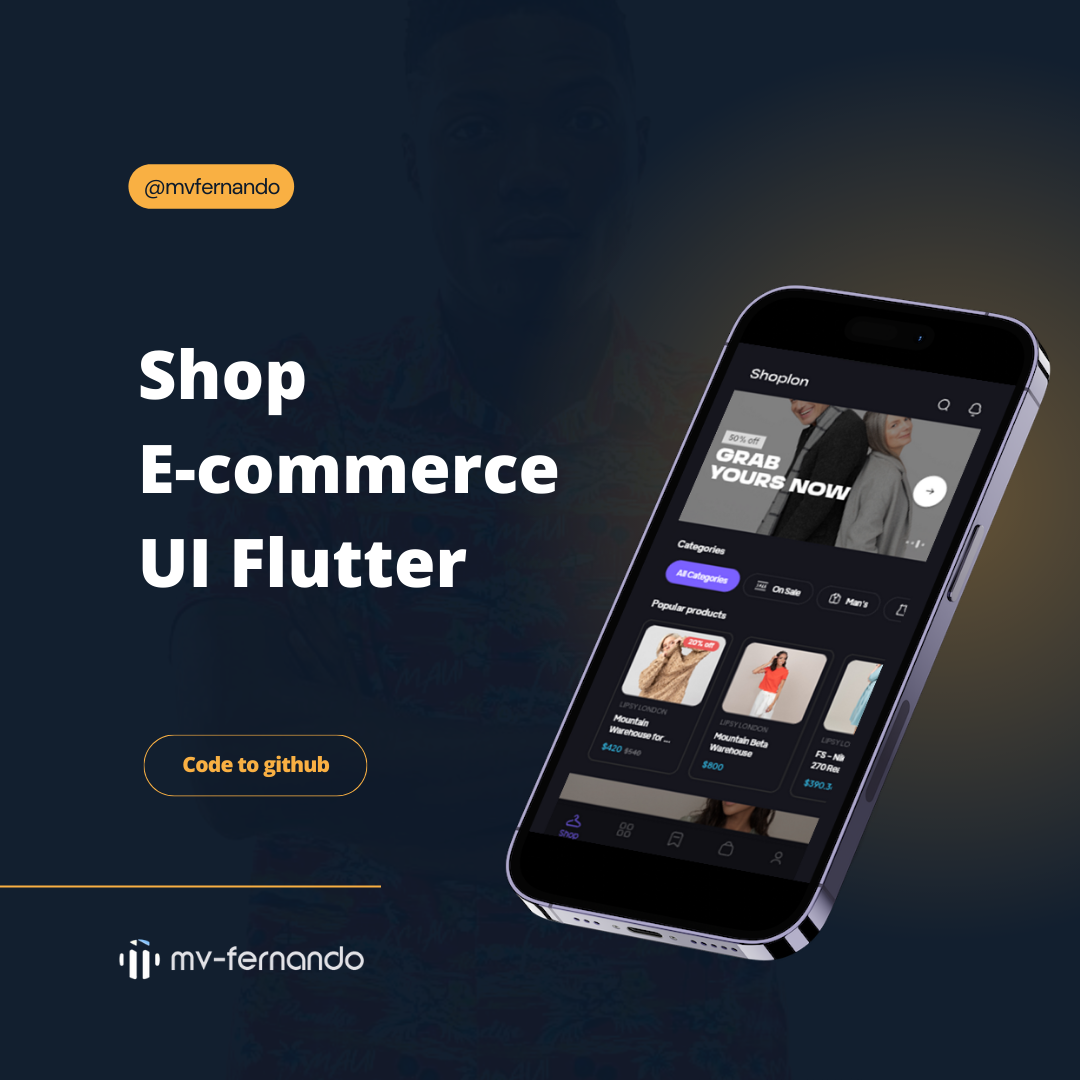 @mvfernando
Shop
E-commerce
UI Flutter
Code to github
mv-fernando
Shoplon
50% off
GRAB
YOURS NOW
Categories
All Categories
On Sale
Man's
Popular products
20% off
LIPSY LONDON
Mountain
Warehouse for ...
$420 $540
LIPSY LONDON
Mountain Beta
Warehouse
$800
LIPSY LO
FS - Nik
270 Rea
$390.3
Shop